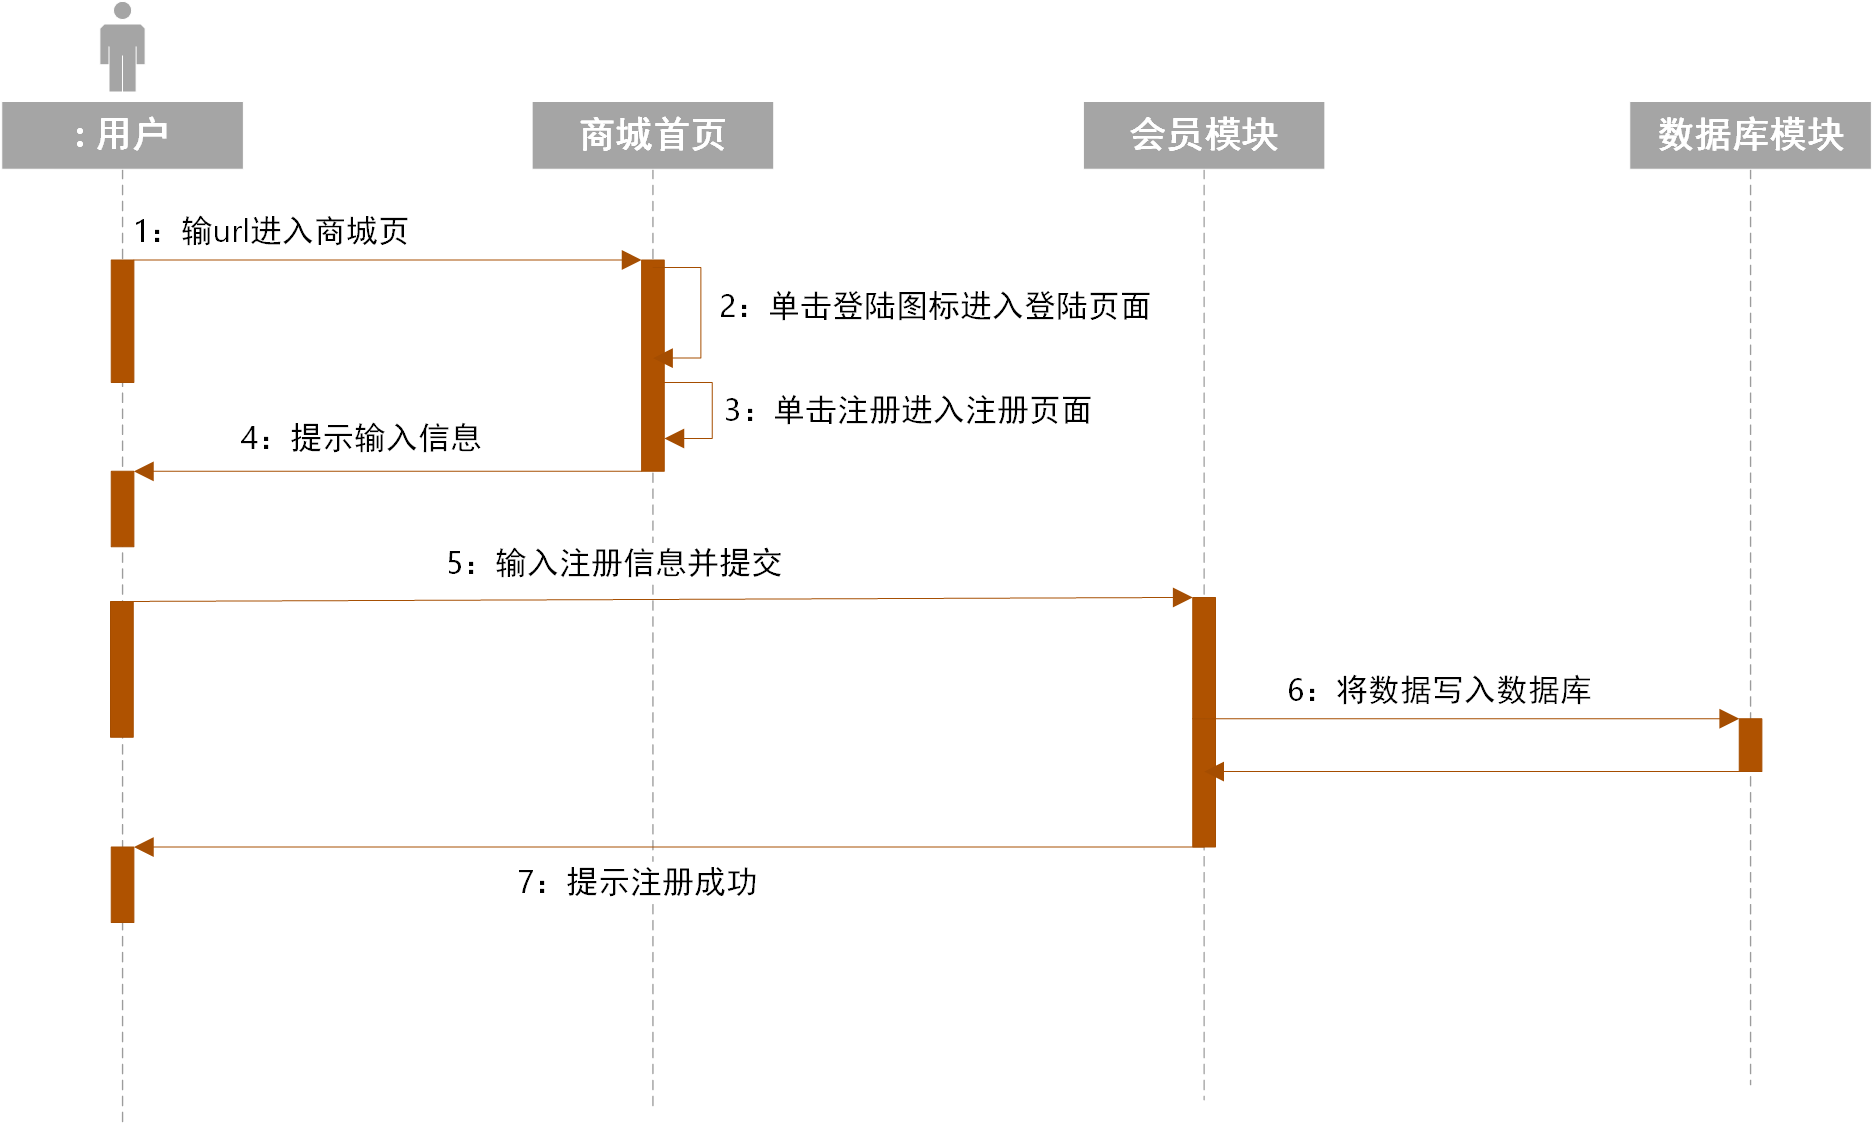 : 用户
商城首页
会员模块
数据库模块
1：输url进入商城页
2：单击登陆图标进入登陆页面
3：单击注册进入注册页面
4：提示输入信息
5：输入注册信息并提交
6：将数据写入数据库
7：提示注册成功